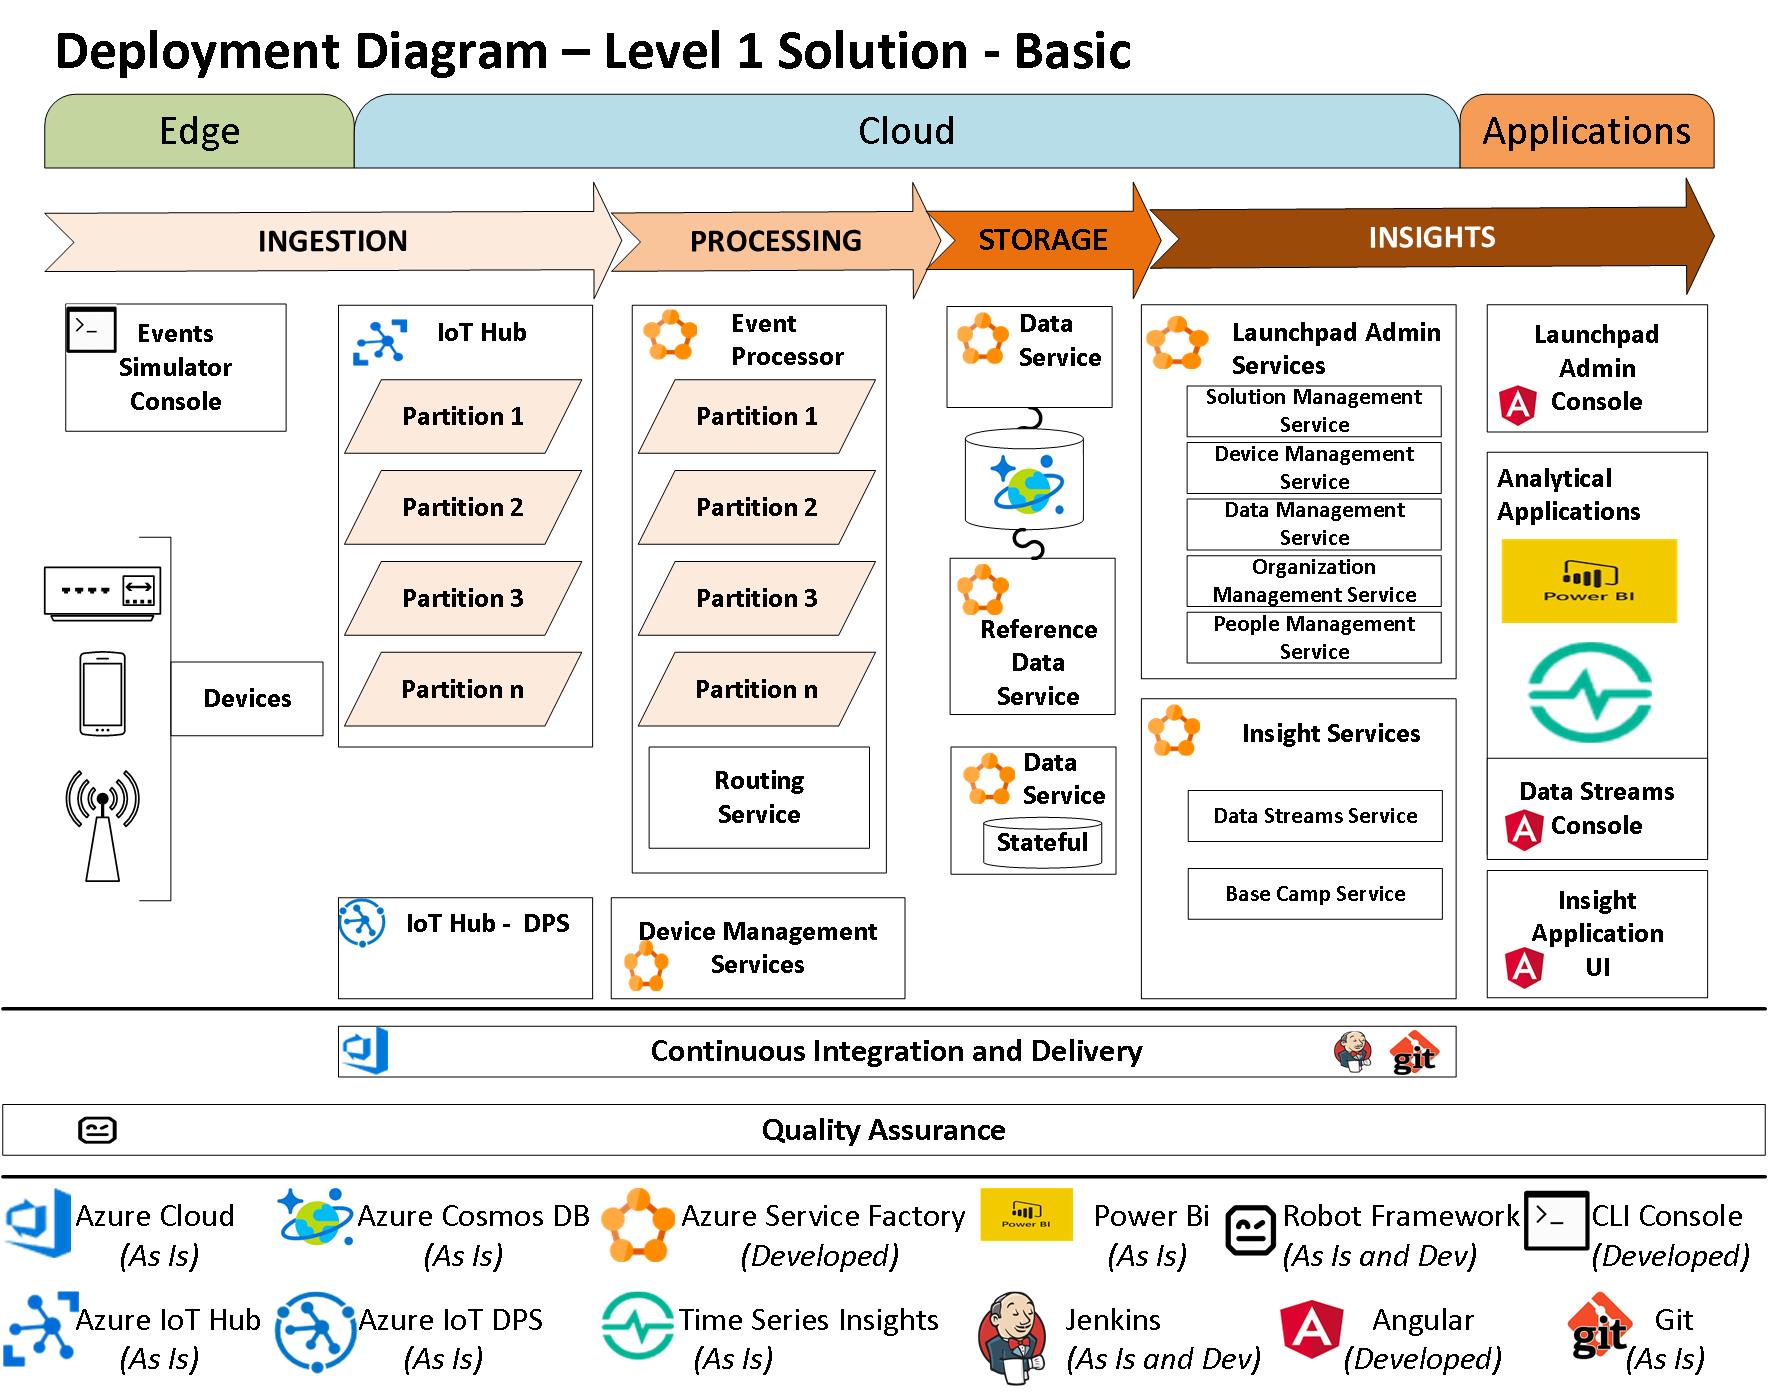 Deployment Diagram – Level 1 Solution - Basic
Edge
Cloud
Applications
INGESTION
PROCESSING
STORAGE
INSIGHTS
>_
Events
Simulator
Console
Devices
IoT Hub
Partition 1
Partition 2
Partition 3
Partition n
IoT Hub - DPS
Event
Processor
Partition 1
Partition 2
Partition 3
Partition n
Routing
Service
Device Management
Services
Data
Service
Reference
Data
Service
Data
Service
Stateful
Launchpad Admin
Services
Solution Management
Service
Device Management
Service
Data Management
Service
Organization
Management Service
People Management
Service
Insight Services
Data Streams Service
Base Camp Service
Launchpad
Admin
Console
Analytical
Applications
Power BI
Data Streams
Console
Insight
Application
UI
Continuous Integration and Delivery
git
Quality Assurance
Azure Cloud
(As Is)
Azure Cosmos DB
(As Is)
Azure Service Factory
(Developed)
Power BI
Power Bi
(As Is)
Robot Framework
(As Is and Dev)
>_
CLI Console
(Developed)
Azure IoT Hub
(As Is)
Azure IoT DPS
(As Is)
Time Series Insights
(As Is)
Jenkins
(As Is and Dev)
Angular
(Developed)
git
Git
(As Is)